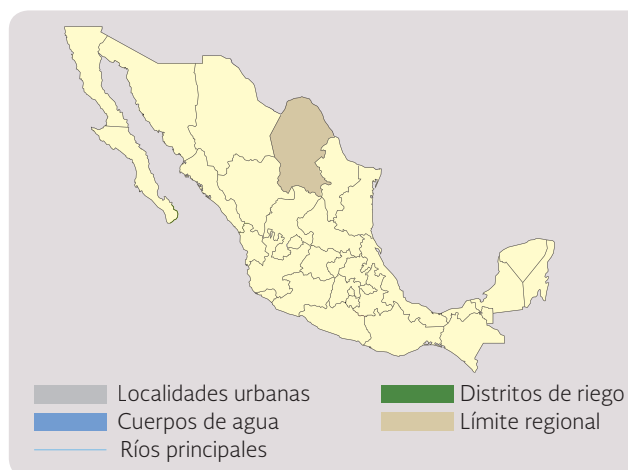 Localidades urbanas
Cuerpos de agua
Ríos principales
Distritos de riego
Límite regional